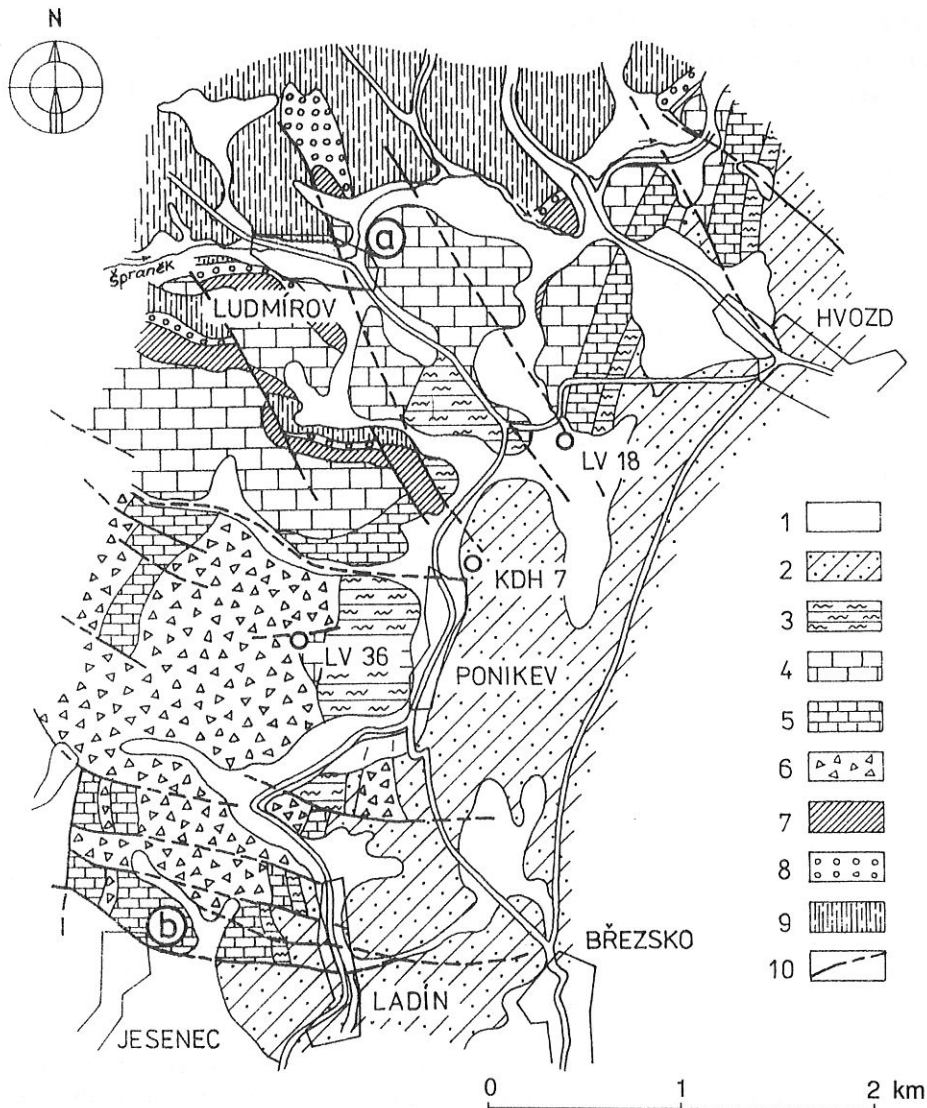 N
a
Špraněk
LUDMÍROV
HVOZD
LV 18
KDH 7
LV 36
PONIKEV
b
BŘEZSKO
LADÍN
JESENEC
1
2
3
4
5
6
7
8
9
10
0 1 2 km